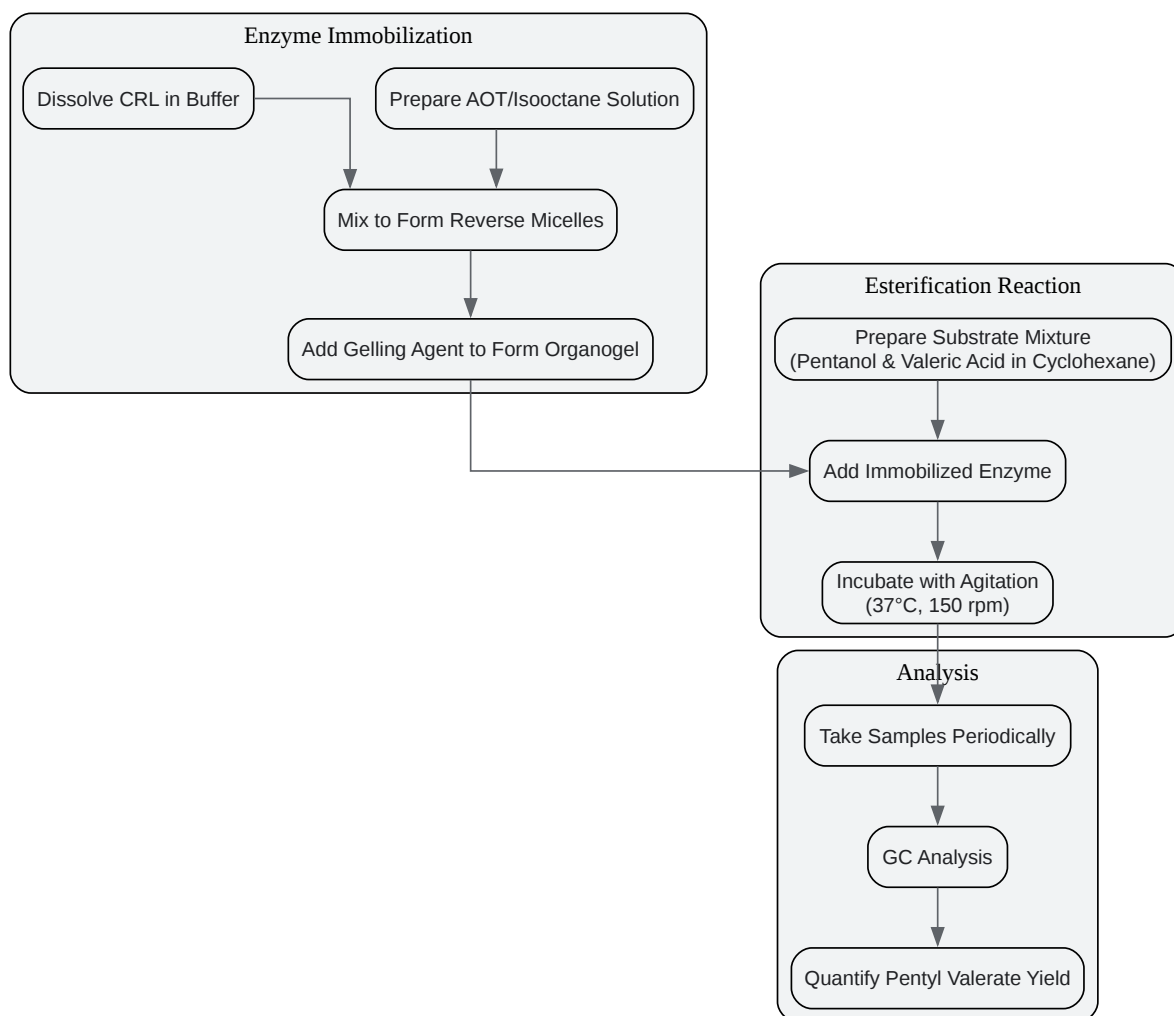 Enzyme Immobilization
Dissolve CRL in Buffer
Prepare AOT/Isooctane Solution
Mix to Form Reverse Micelles
Add Gelling Agent to Form Organogel
Esterification Reaction
Prepare Substrate Mixture
(Pentanol & Valeric Acid in Cyclohexane)
Add Immobilized Enzyme
Incubate with Agitation
(37°C, 150 rpm)
Analysis
Take Samples Periodically
GC Analysis
Quantify Pentyl Valerate Yield